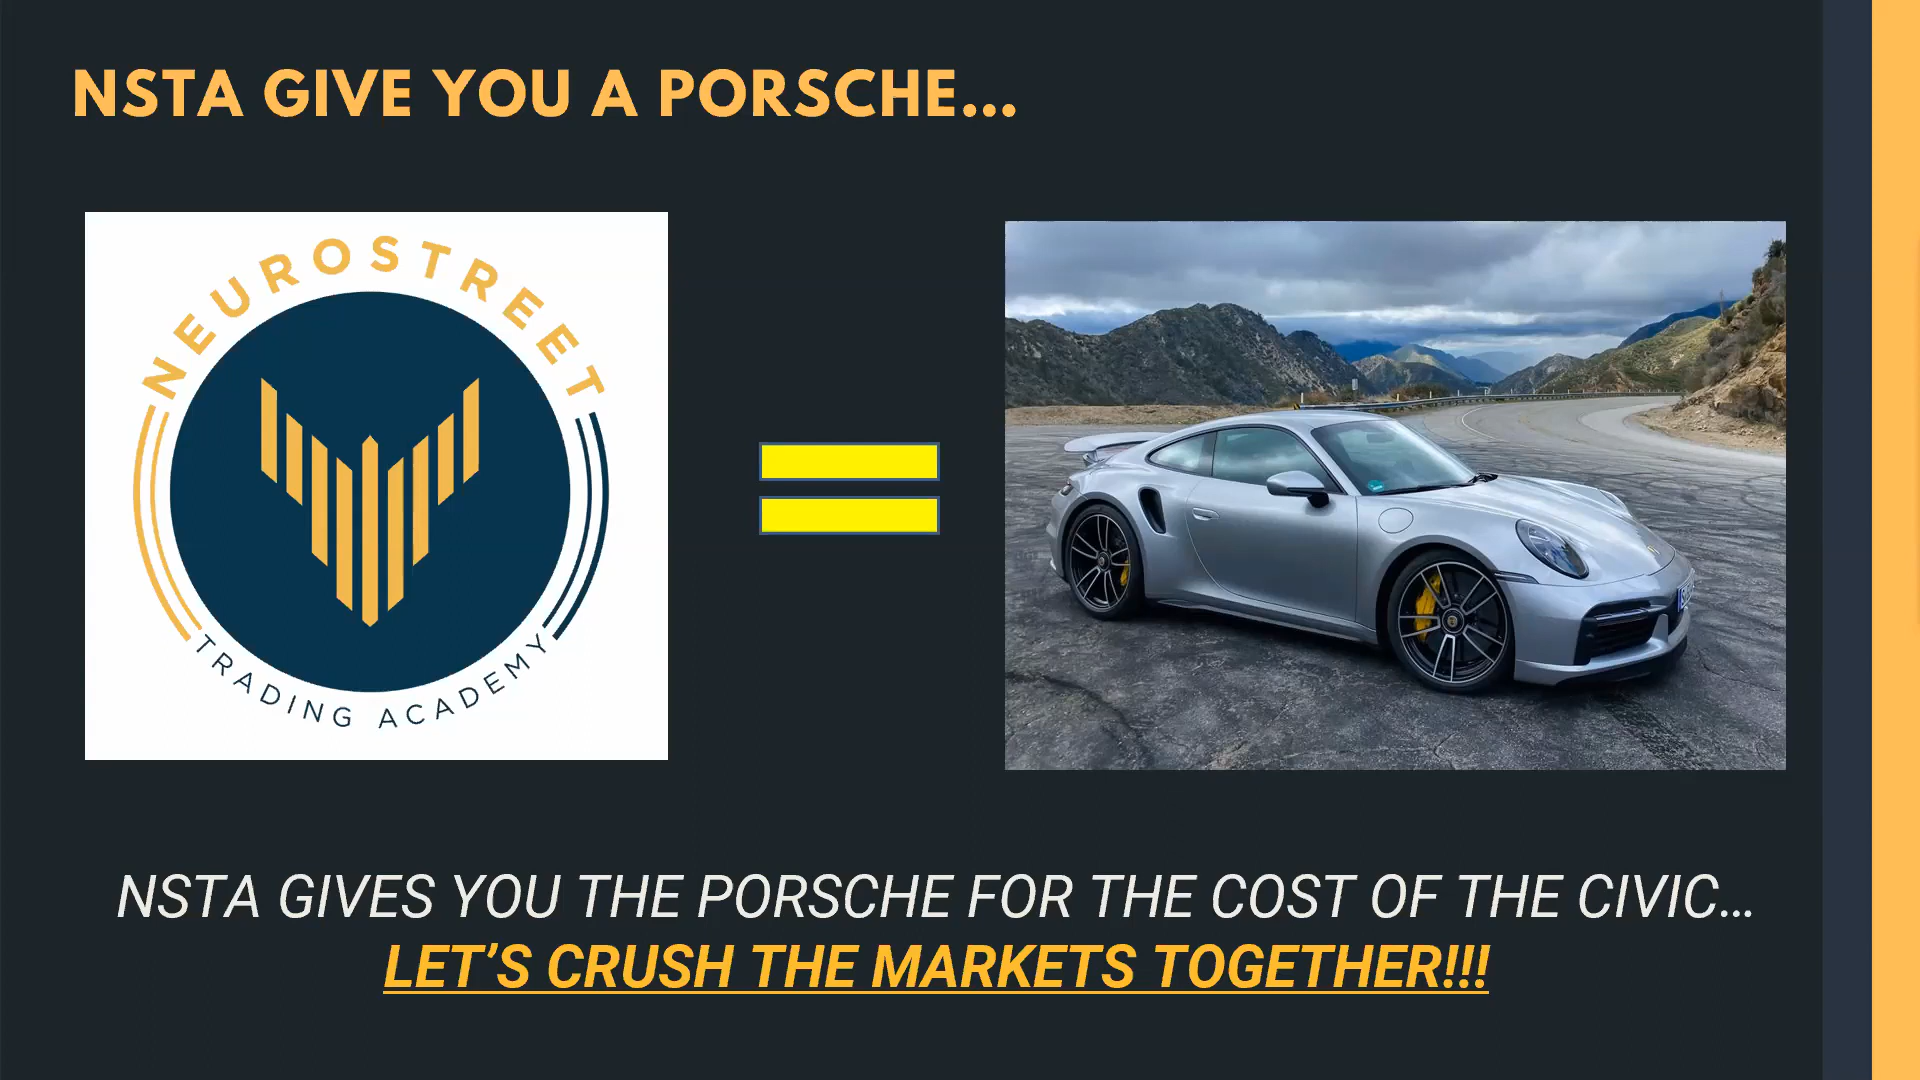 NSTA GIVE YOU A PORSCHE...
NEUROSTREET
TRADING ACADEMY
NSTA GIVES YOU THE PORSCHE FOR THE COST OF THE CIVIC...
LET’S CRUSH THE MARKETS TOGETHER!!!